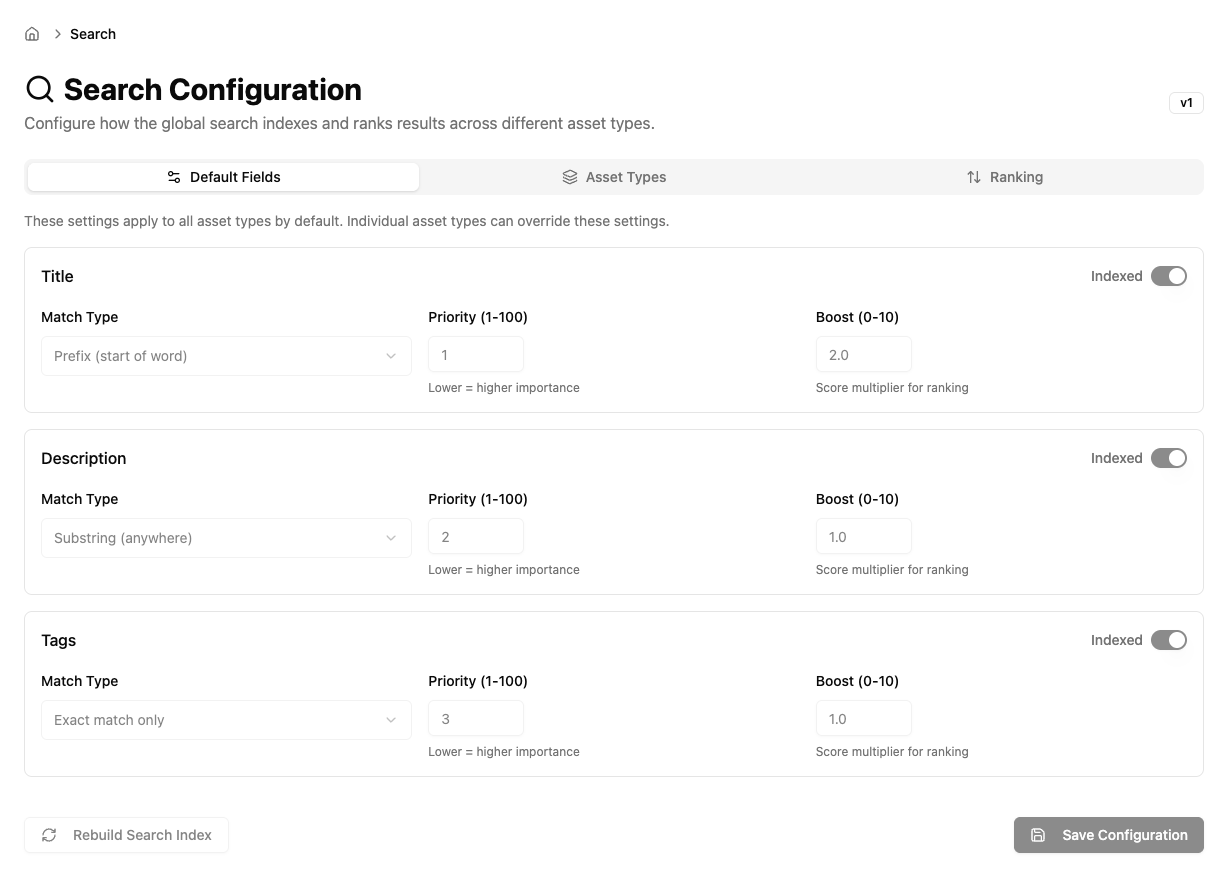 Search
Search Configuration
v1
Configure how the global search indexes and ranks results across different asset types.
Default Fields
Asset Types
Ranking
These settings apply to all asset types by default. Individual asset types can override these settings.
Title
Indexed
Match Type
Priority (1-100)
Boost (0-10)
Prefix (start of word)
1
2.0
Lower = higher importance
Score multiplier for ranking
Description
Indexed
Match Type
Priority (1-100)
Boost (0-10)
Substring (anywhere)
2
1.0
Lower = higher importance
Score multiplier for ranking
Tags
Indexed
Match Type
Priority (1-100)
Boost (0-10)
Exact match only
3
1.0
Lower = higher importance
Score multiplier for ranking
Rebuild Search Index
Save Configuration